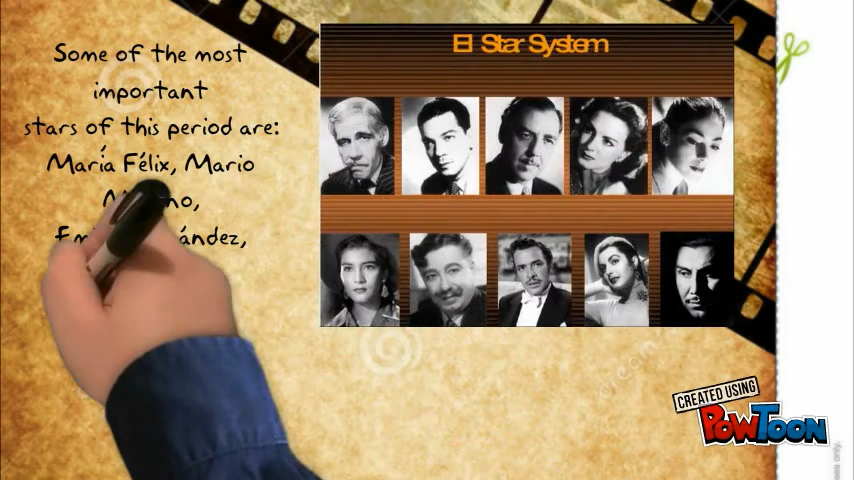 Some of the most
important
stars of this period are:
María Félix, Mario
El Star System
CREATED USING
POWTOON